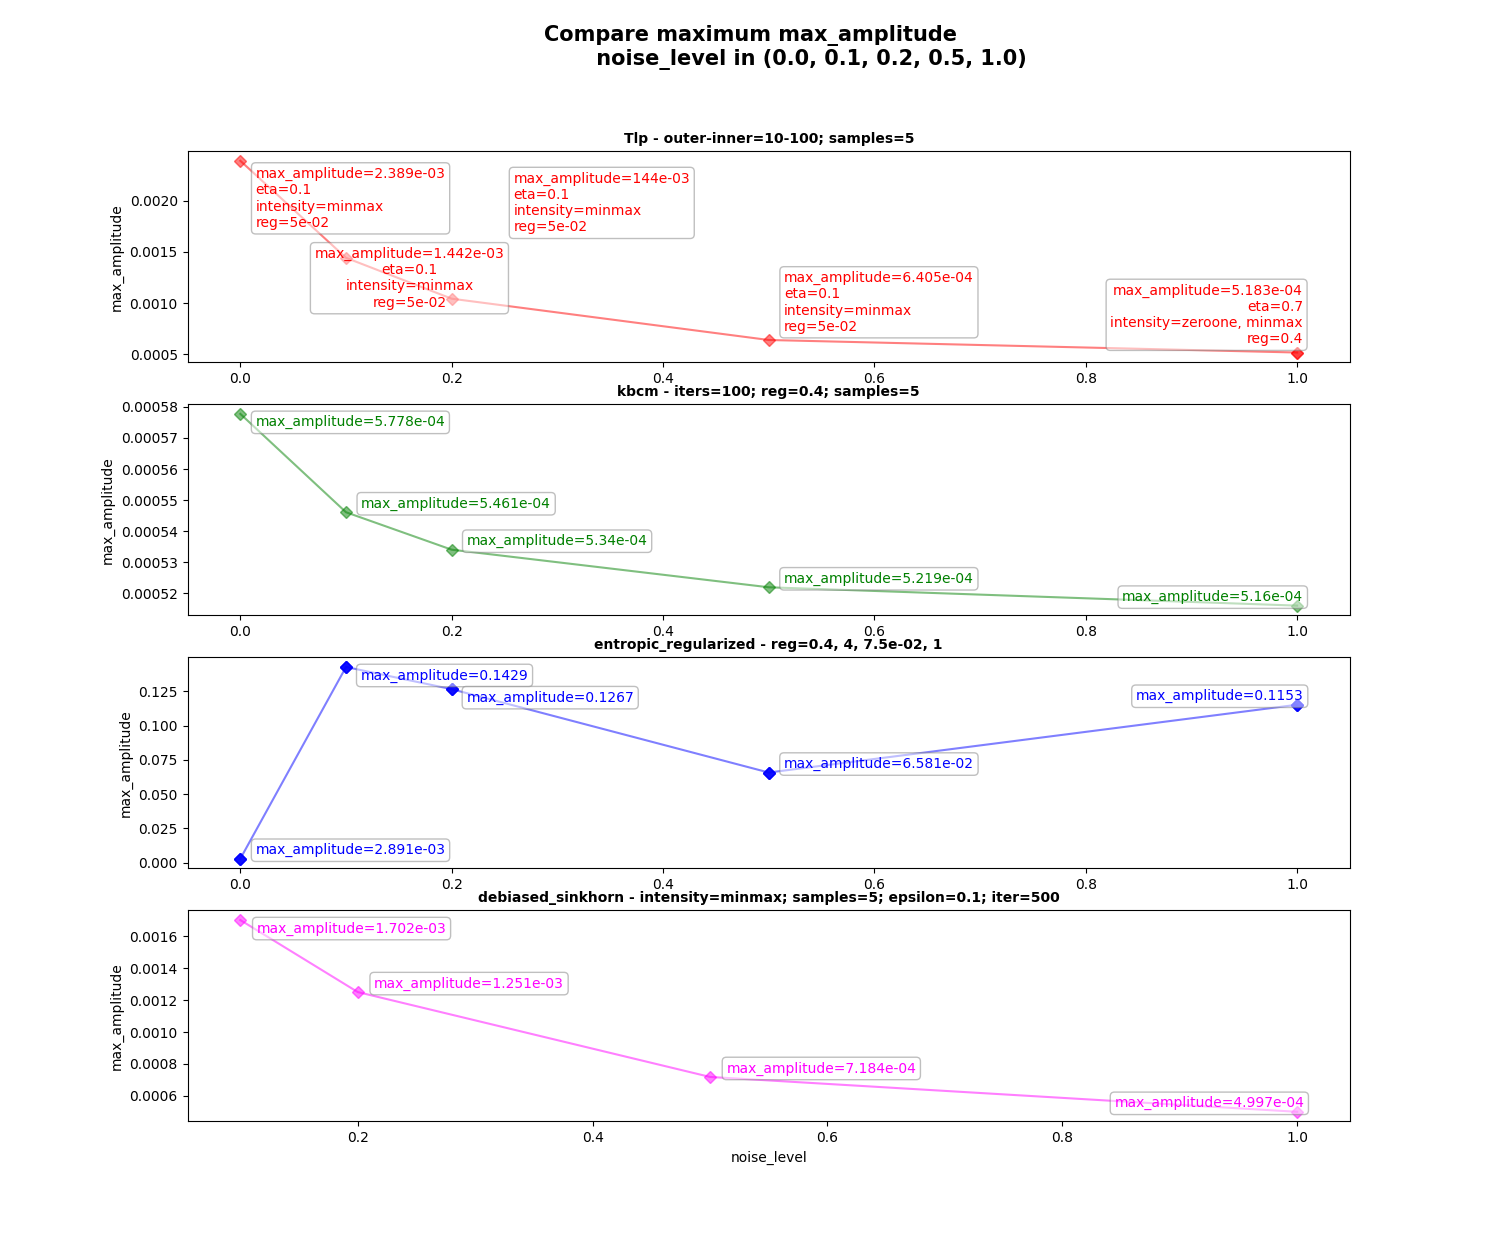 Compare maximum max_amplitude
noise_level in (0.0, 0.1, 0.2, 0.5, 1.0)
Tlp - outer-inner=10-100; samples=5
max_amplitude
0.0020
0.0015
0.0010
0.0005
max_amplitude=2.389e-03
eta=0.1
intensity=minmax
reg=5e-02
max_amplitude=1.442e-03
eta=0.1
intensity=minmax
reg=5e-02
max_amplitude=144e-03
eta=0.1
intensity=minmax
reg=5e-02
max_amplitude=6.405e-04
eta=0.1
intensity=minmax
reg=5e-02
max_amplitude=5.183e-04
eta=0.7
intensity=zeroone, minmax
reg=0.4
0.0 0.2 0.4 0.6 0.8 1.0
kbcm - iters=100; reg=0.4; samples=5
max_amplitude
0.00058
0.00057
0.00056
0.00055
0.00054
0.00053
0.00052
max_amplitude=5.778e-04
max_amplitude=5.461e-04
max_amplitude=5.34e-04
max_amplitude=5.219e-04
max_amplitude=5.16e-04
0.0 0.2 0.4 0.6 0.8 1.0
entropic_regularized - reg=0.4, 4, 7.5e-02, 1
max_amplitude
0.125
0.100
0.075
0.050
0.025
0.000
max_amplitude=2.891e-03
max_amplitude=0.1429
max_amplitude=0.1267
max_amplitude=6.581e-02
max_amplitude=0.1153
0.0 0.2 0.4 0.6 0.8 1.0
debiased_sinkhorn - intensity=minmax; samples=5; epsilon=0.1; iter=500
max_amplitude
0.0016
0.0014
0.0012
0.0010
0.0008
0.0006
max_amplitude=1.702e-03
max_amplitude=1.251e-03
max_amplitude=7.184e-04
max_amplitude=4.997e-04
0.2 0.4 0.6 0.8 1.0
noise_level